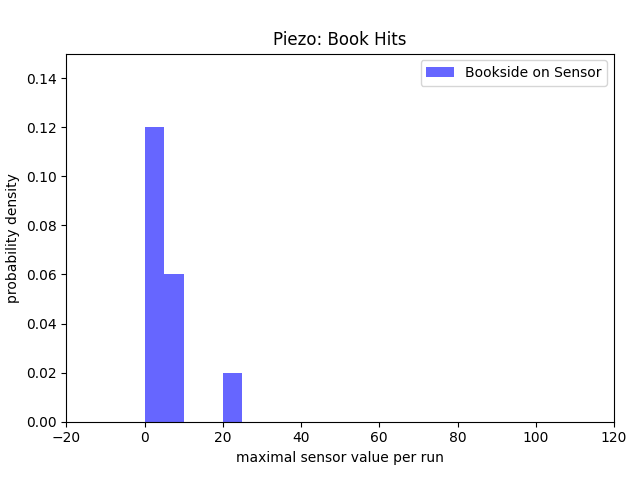 Piezo: Book Hits
Bookside on Sensor
probability density
0.14
0.12
0.10
0.08
0.06
0.04
0.02
0.00
−20 0 20 40 60 80 100 120
maximal sensor value per run